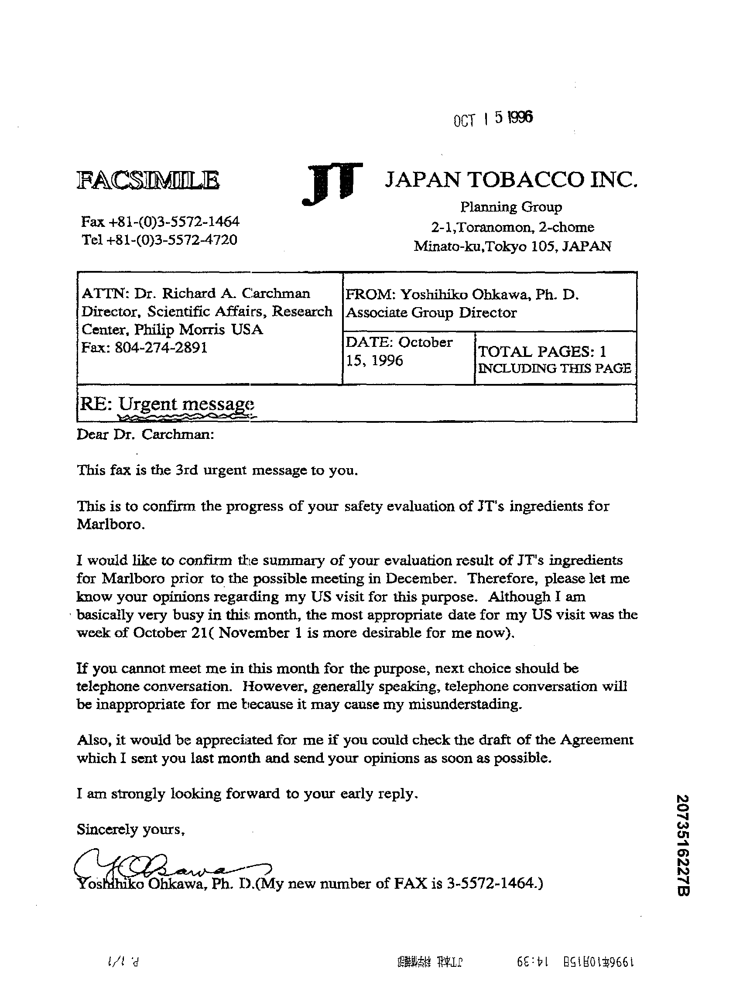 OCT 15 1996
FACSIMILE
JT JAPAN TOBACCO INC.
Planning Group
2-1,Toranomon, 2-chome
Minato-ku,Tokyo 105, JAPAN
Fax +81-(0)3-5572-1464
Tel +81-(0)3-5572-4720
ATTN: Dr. Richard A. Carchman
Director, Scientific Affairs, Research
Center, Philip Morris USA
Fax: 804-274-2891
FROM: Yoshihiko Ohkawa, Ph. D.
Associate Group Director
DATE: October
15, 1996
TOTAL PAGES: 1
INCLUDING THIS PAGE
RE: Urgent message
Dear Dr. Carchman:
This fax is the 3rd urgent message to you.
This is to confirm the progress of your safety evaluation of JT's ingredients for
Marlboro.
I would like to confirm the summary of your evaluation result of JT's ingredients
for Marlboro prior to the possible meeting in December.  Therefore, please let me
know your opinions regarding my US visit for this purpose.  Although I am
basically very busy in this month, the most appropriate date for my US visit was the
week of October 21( November 1 is more desirable for me now).
If you cannot meet me in this month for the purpose, next choice should be
telephone conversation.  However, generally speaking, telephone conversation will
be inappropriate for me because it may cause my misunderstading.
Also, it would be appreciated for me if you could check the draft of the Agreement
which I sent you last month and send your opinions as soon as possible.
I am strongly looking forward to your early reply.
Sincerely yours,
Yoshihiko Ohkawa, Ph. D.(My new number of FAX is 3-5572-1464.)
2073516227B
1996年10月15日 14:39
P. 1/1